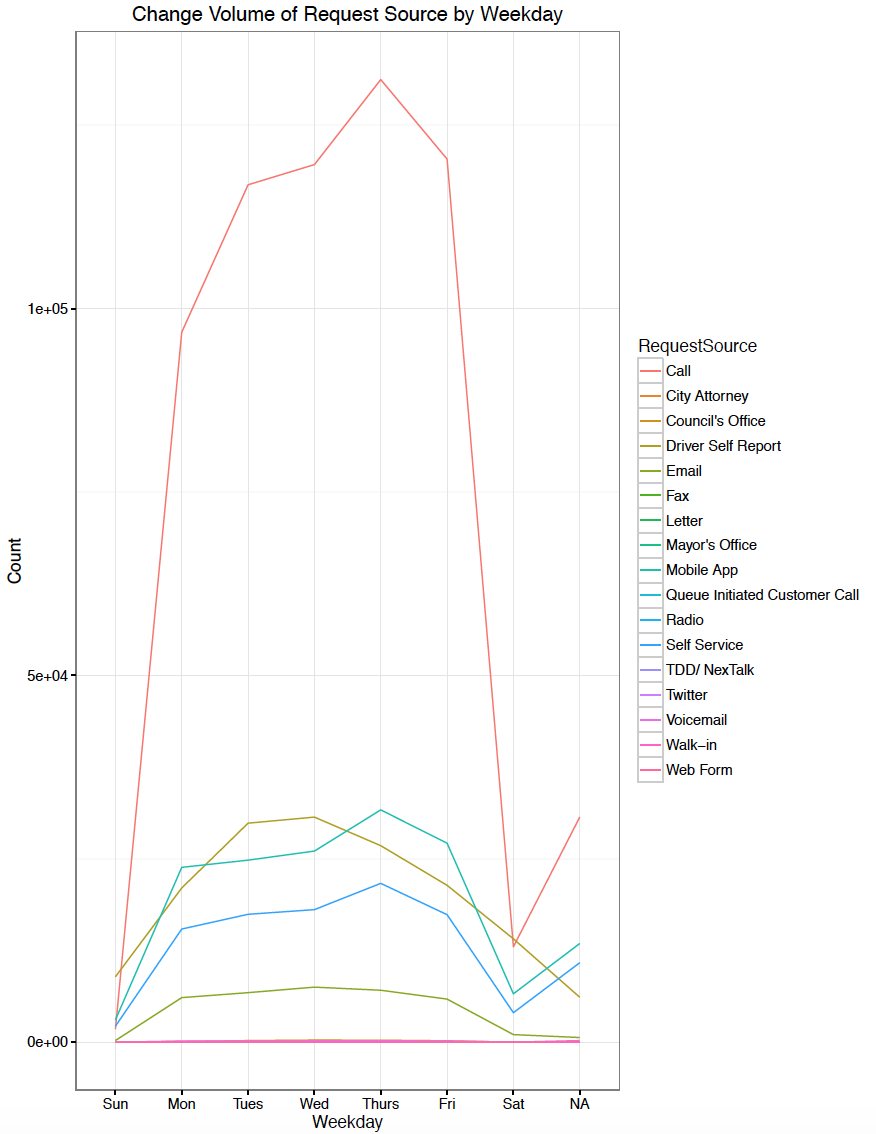 Change Volume of Request Source by Weekday
1e+05
5e+04
0e+00
Count
Sun Mon Tues Wed Thurs Fri Sat NA
Weekday
RequestSource
Call
City Attorney
Council's Office
Driver Self Report
Email
Fax
Letter
Mayor's Office
Mobile App
Queue Initiated Customer Call
Radio
Self Service
TDD/ NexTalk
Twitter
Voicemail
Walk−in
Web Form